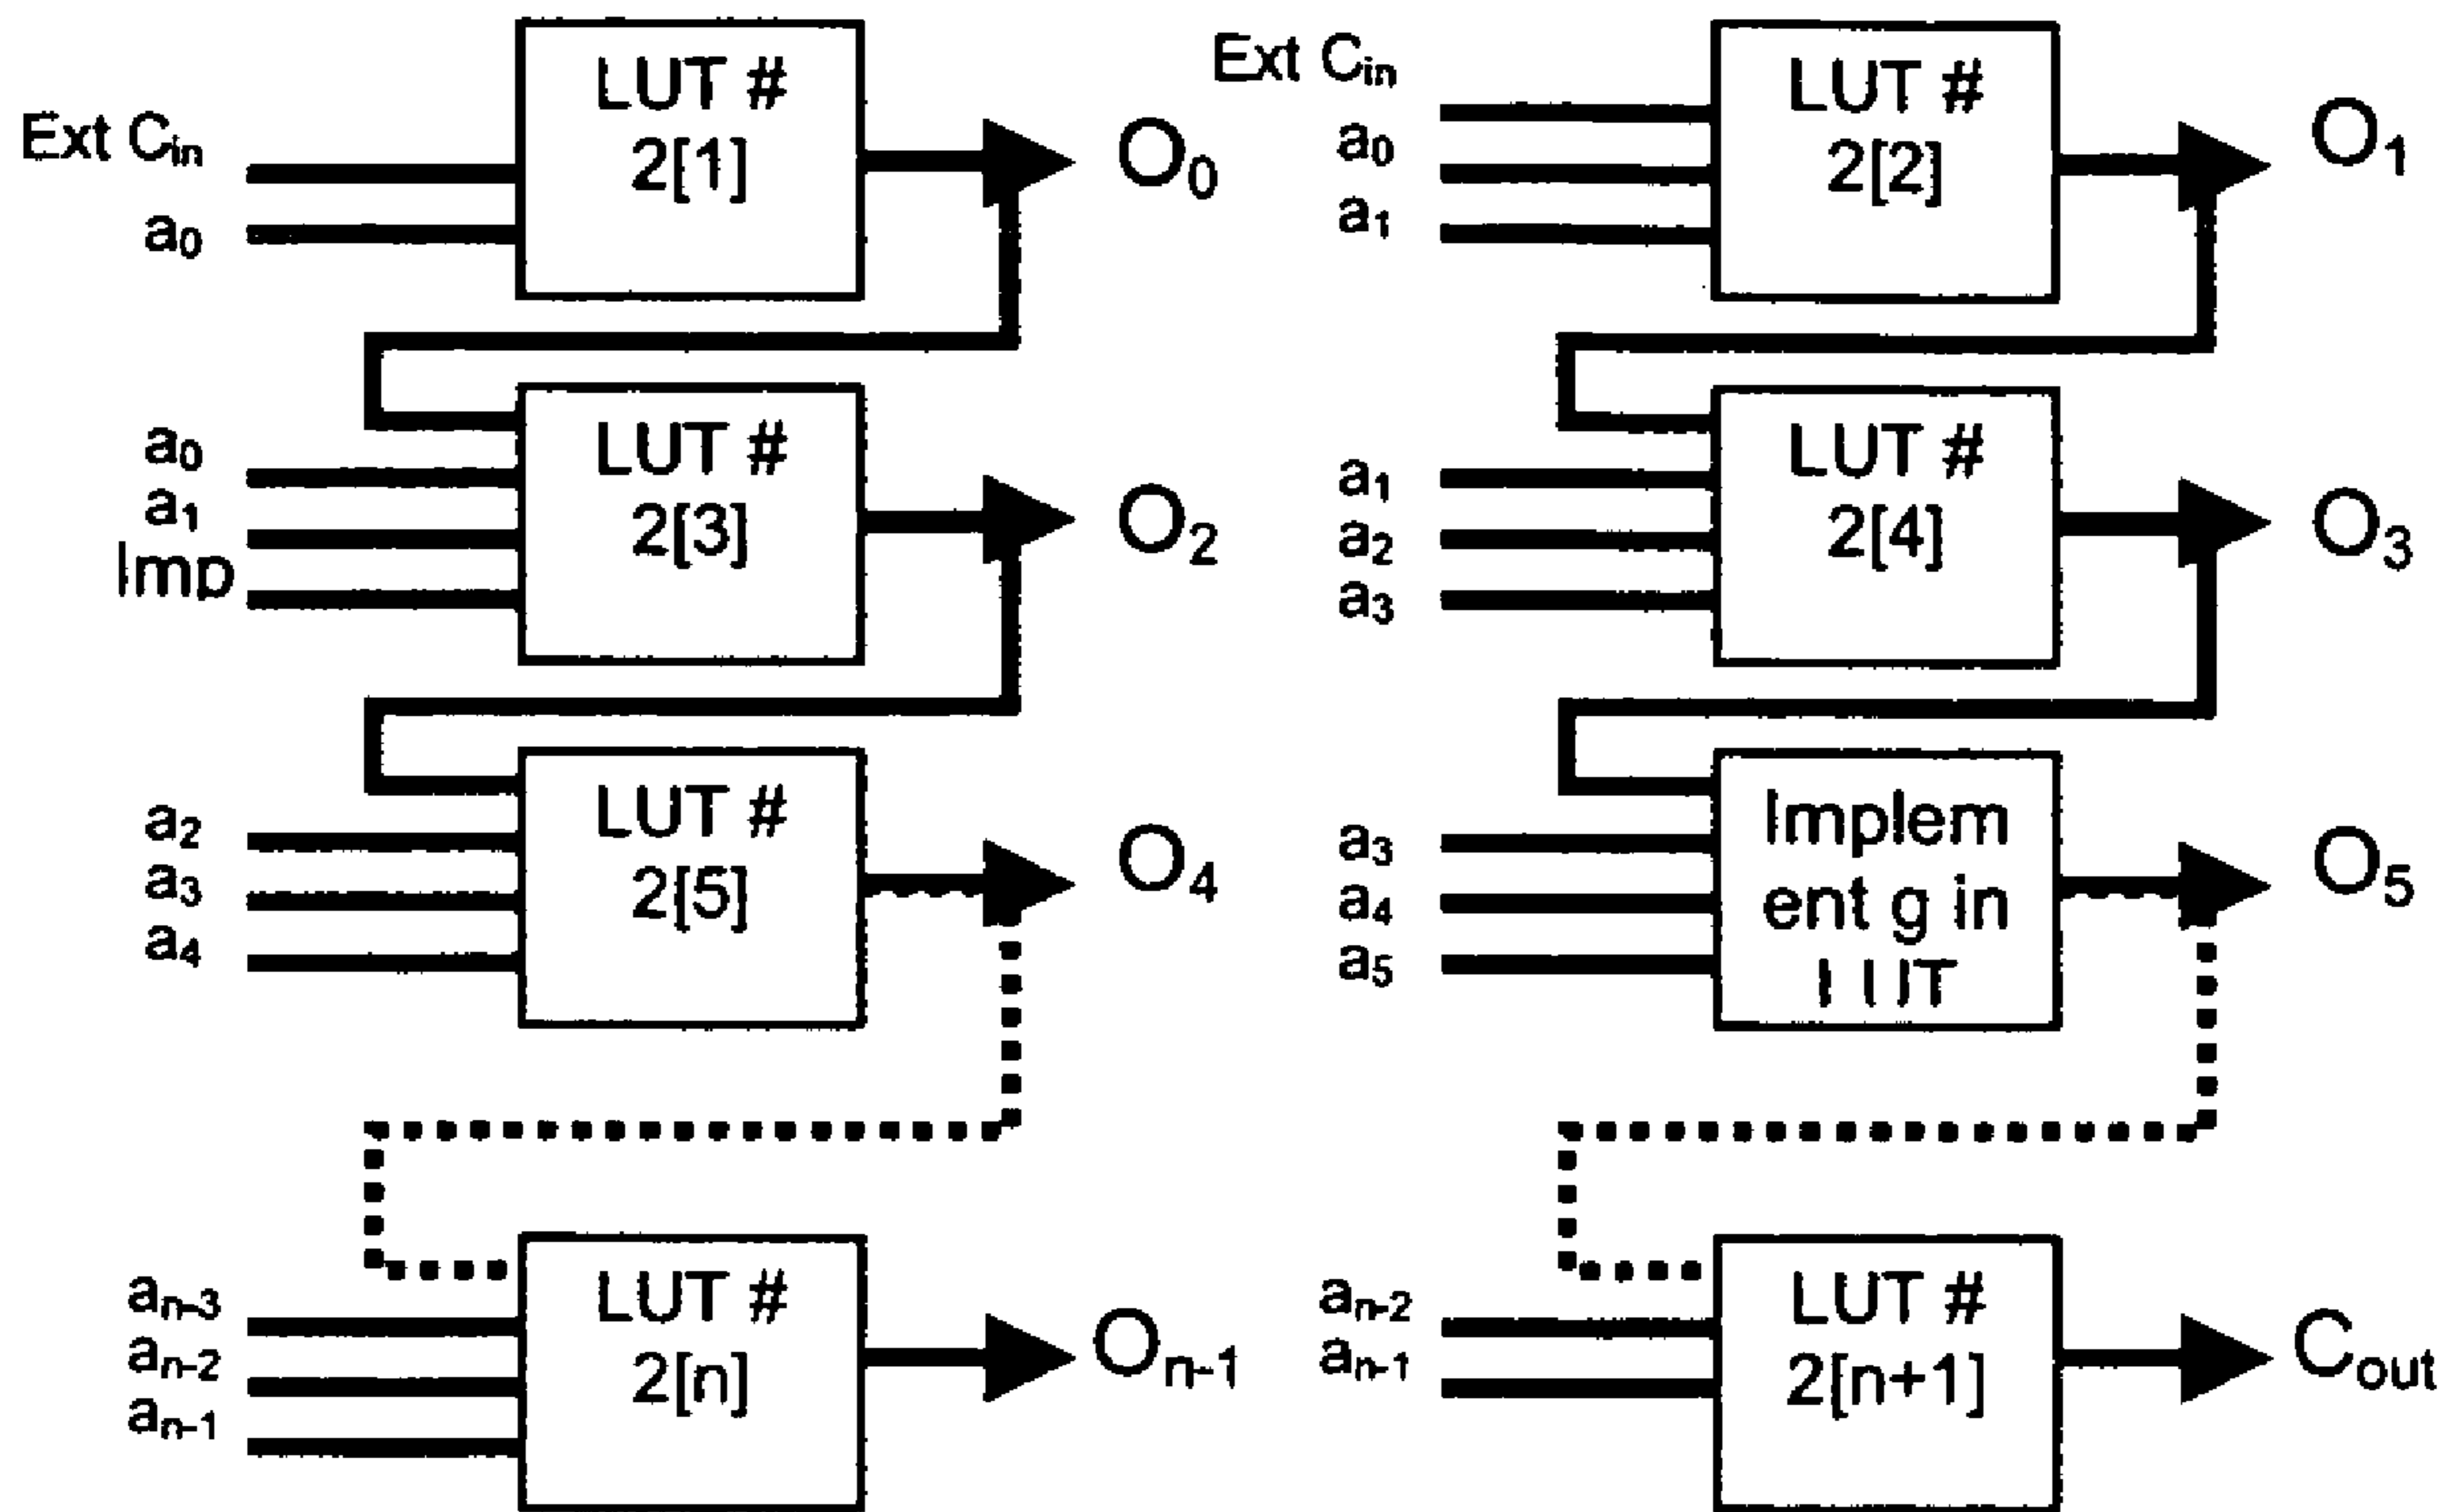 Ext Cin
a0
LUT #
2[1]
O0
Ext Cin
a0
a1
LUT #
2[2]
O1
a0
a1
Imp
LUT #
2[3]
O2
a1
a2
a3
LUT #
2[4]
O3
a2
a3
a4
LUT #
2[5]
O4
a3
a4
a5
Implem
ent g in
O5
an-3
an-2
an-1
LUT #
2[n]
On-1
an-2
an-1
LUT #
2[n+1]
Cout